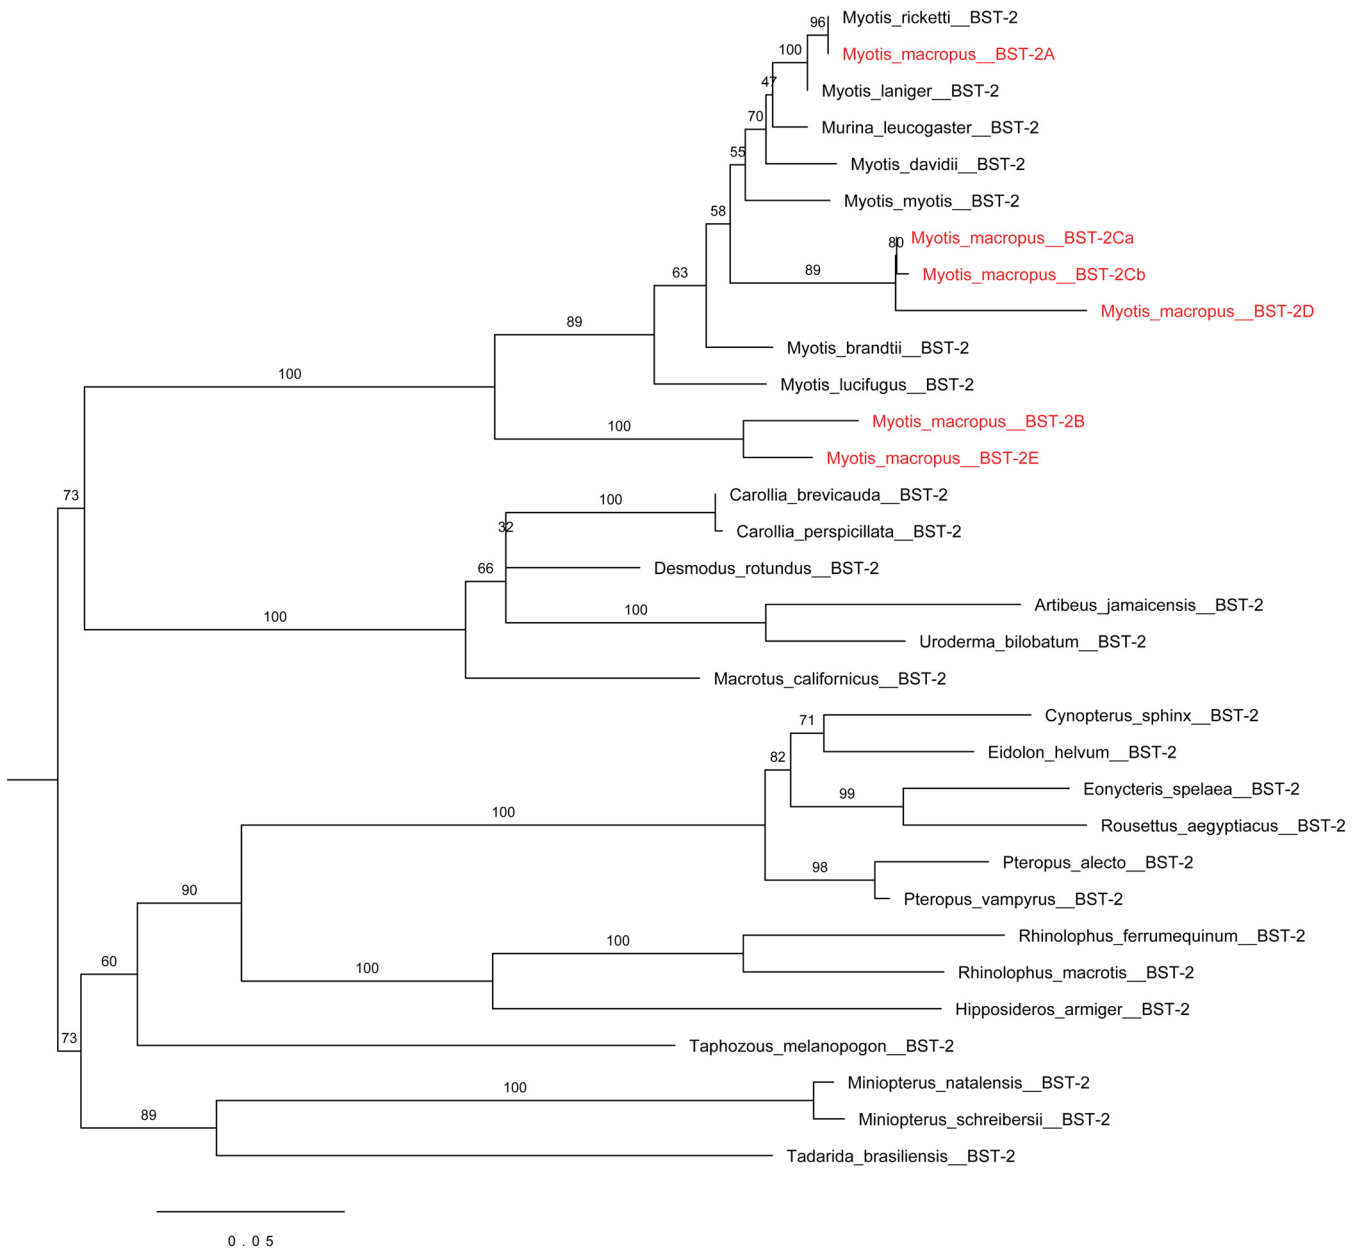 96
Myotis_ricketti__BST-2
100
Myotis_macropus__BST-2A
47
Myotis_laniger__BST-2
70
Murina_leucogaster__BST-2
55
Myotis_davidii__BST-2
58
Myotis_myotis__BST-2
80
Myotis_macropus__BST-2Ca
63
89
Myotis_macropus__BST-2Cb
Myotis_macropus__BST-2D
89
Myotis_brandtii__BST-2
100
Myotis_lucifugus__BST-2
100
Myotis_macropus__BST-2B
Myotis_macropus__BST-2E
73
100
Carollia_brevicauda__BST-2
32
Carollia_perspicillata__BST-2
66
Desmodus_rotundus__BST-2
100
100
Artibeus_jamaicensis__BST-2
Uroderma_bilobatum__BST-2
Macrotus_californicus__BST-2
71
Cynopterus_sphinx__BST-2
82
Eidolon_helvum__BST-2
99
Eonycteris_spelaea__BST-2
100
Rousettus_aegyptiacus__BST-2
98
Pteropus_alecto__BST-2
90
Pteropus_vampyrus__BST-2
100
Rhinolophus_ferrumequinum__BST-2
60
100
Rhinolophus_macrotis__BST-2
Hipposideros_armiger__BST-2
73
Taphozous_melanopogon__BST-2
100
Miniopterus_natalensis__BST-2
89
Miniopterus_schreibersii__BST-2
Tadarida_brasiliensis__BST-2
0.05